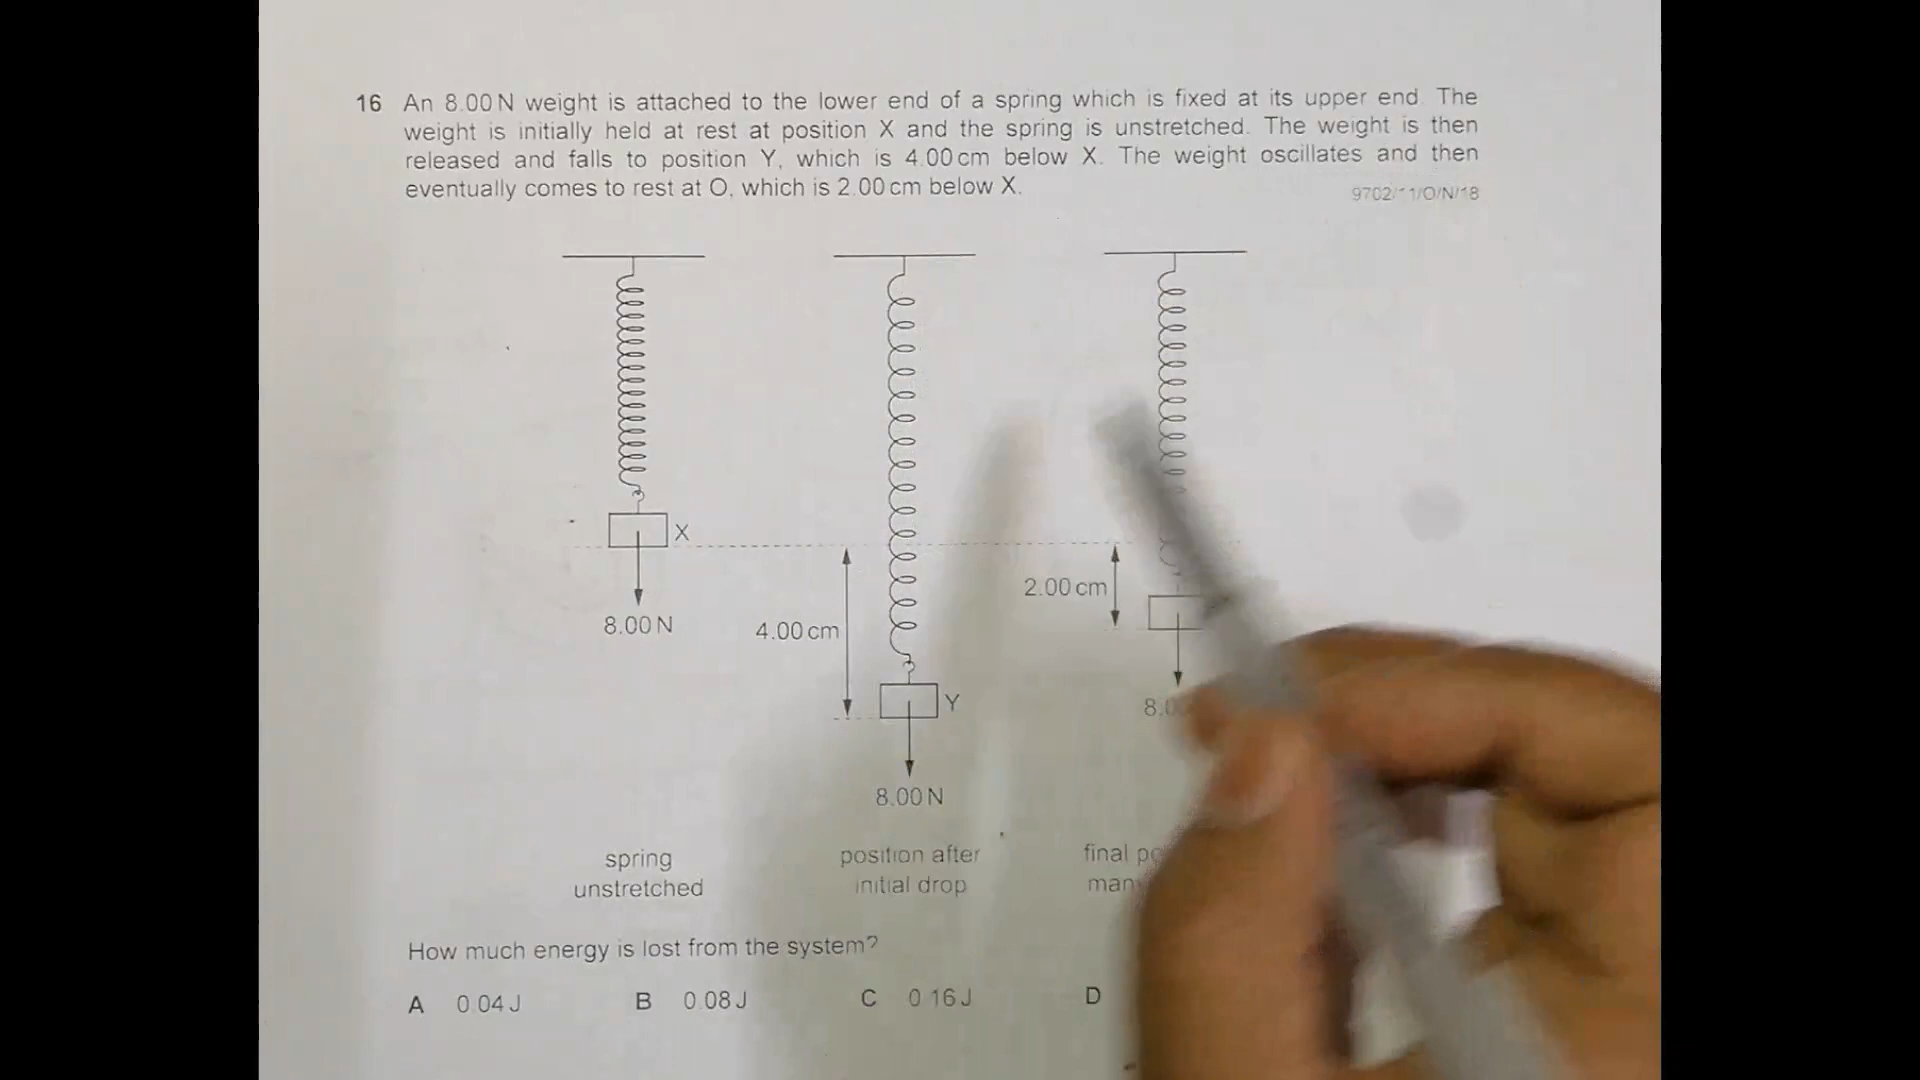 16 An 8.00 N weight is attached to the lower end of a spring which is fixed at its upper end. The
weight is initially held at rest at position X and the spring is unstretched. The weight is then
released and falls to position Y, which is 4.00 cm below X. The weight oscillates and then
eventually comes to rest at O, which is 2.00 cm below X.
9702/11/O/N/18
X
2.00 cm
8.00 N
4.00 cm
Y
8.00 N
spring
unstretched
position after
initial drop
final
How much energy is lost from the system?
A 0.04 J B 0.08 J C 0.16 J D